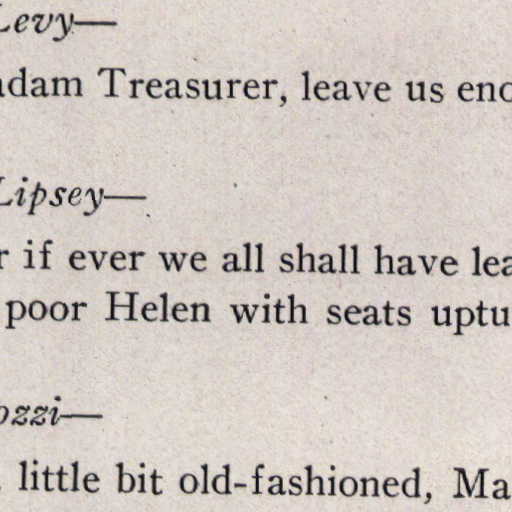 Levy—
adam Treasurer, leave us eno
Lipsey—
r if ever we all shall have lea
poor Helen with seats uptu
ozzi—
little bit old-fashioned, Ma